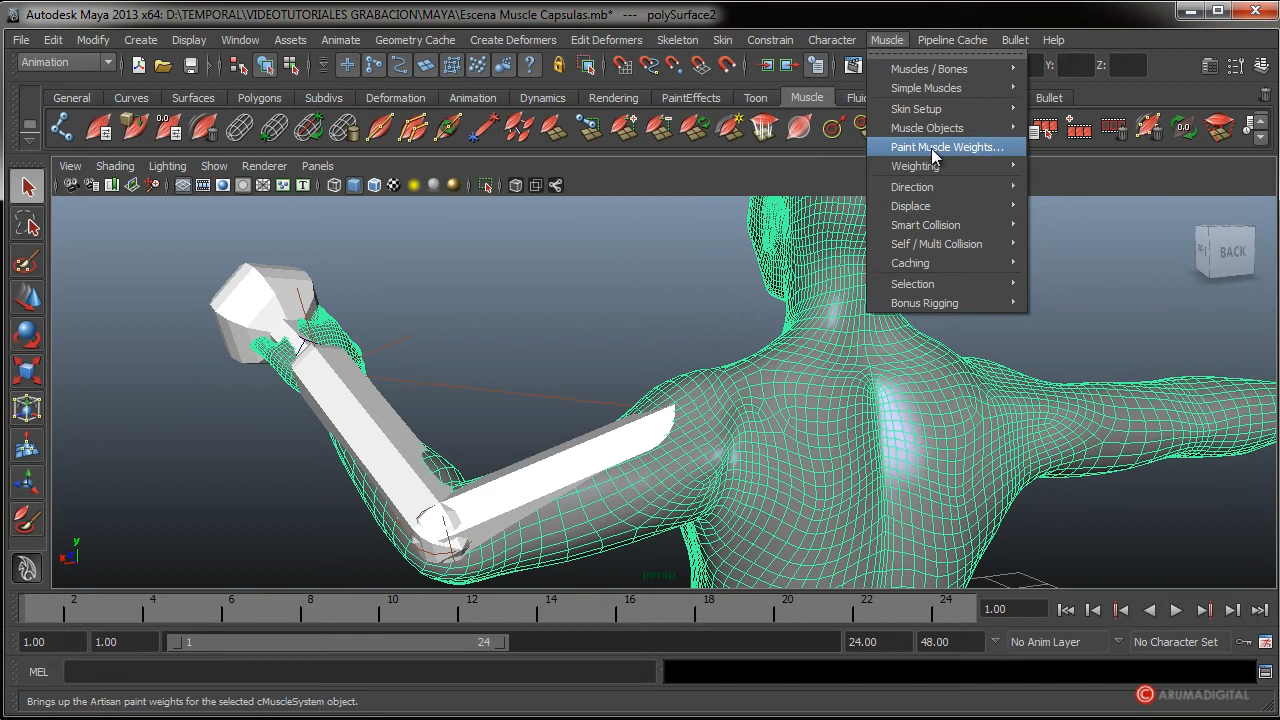 Autodesk Maya 2013 x64: D:\TEMPORAL\VIDEOTUTORIALES GRABACION\MAYA\Escena Muscle Capsulas.mb* --- polySurface2
File Edit Modify Create Display Window Assets Animate Geometry Cache Create Deformers Edit Deformers Skeleton Skin Constrain Character Muscle Pipeline Cache Bullet Help
Animation
Y: Z:
General Curves Surfaces Polygons Subdivs Deformation Animation Dynamics Rendering PaintEffects Toon Muscle Bullet
Muscles / Bones
Simple Muscles
Skin Setup
Muscle Objects
Paint Muscle Weights...
Weighting
Direction
Displace
Smart Collision
Self / Multi Collision
Caching
Selection
Bonus Rigging
View Shading Lighting Show Renderer Panels
BACK
y
x
persp
2 4 6 8 10 12 14 16 18 20 22 24
1.00
1.00 1.00 1 24 24.00 48.00 No Anim Layer No Character Set
MEL
Brings up the Artisan paint weights for the selected cMuscleSystem object.
© ARUMADIGITAL